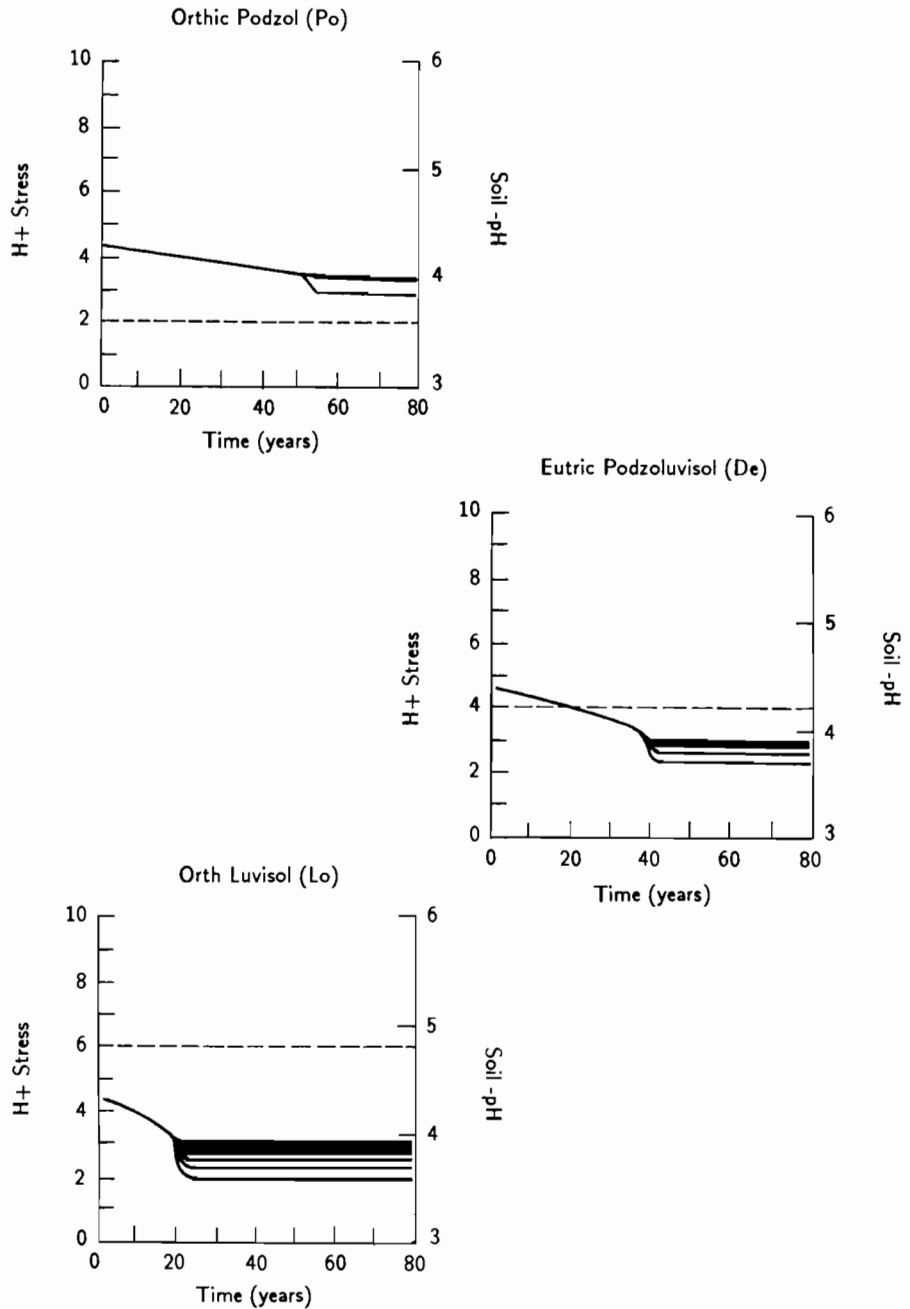 Orthic Podzol (Po)
10
8
6
4
2
0
H+ Stress
6
5
4
3
Soil -pH
0 20 40 60 80
Time (years)
Eutric Podzoluvisol (De)
10
8
6
4
2
0
H+ Stress
6
5
4
3
Soil -pH
0 20 40 60 80
Time (years)
Orth Luvisol (Lo)
10
8
6
4
2
0
H+ Stress
6
5
4
3
Soil -pH
0 20 40 60 80
Time (years)